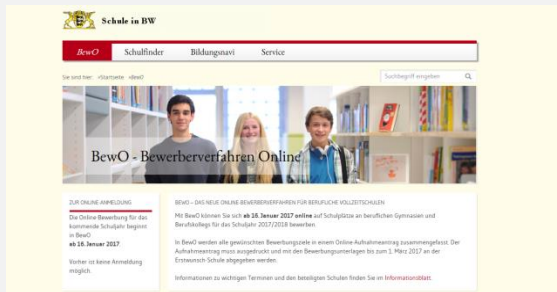 Schule in BW
BewO Schulfinder Bildungsnavi Service
Sie sind hier: »Startseite »BewO
Suchbegriff eingeben
BewO - Bewerberverfahren Online
ZUR ONLINE-ANMELDUNG
Die Online-Bewerbung für das
kommende Schuljahr beginnt
in BewO
ab 16. Januar 2017.
Vorher ist keine Anmeldung
möglich.
BEWO – DAS NEUE ONLINE-BEWERBERVERFAHREN FÜR BERUFLICHE VOLLZEITSCHULEN
Mit BewO können Sie sich ab 16. Januar 2017 online auf Schulplätze an beruflichen Gymnasien und
Berufskollegs für das Schuljahr 2017/2018 bewerben.
In BewO werden alle gewünschten Bewerbungsziele in einem Online-Aufnahmeantrag zusammengefasst. Der
Aufnahmeantrag muss ausgedruckt und mit den Bewerbungsunterlagen bis zum 1. März 2017 an der
Erstwunsch-Schule abgegeben werden.
Informationen zu wichtigen Terminen und den beteiligten Schulen finden Sie im Informationsblatt.